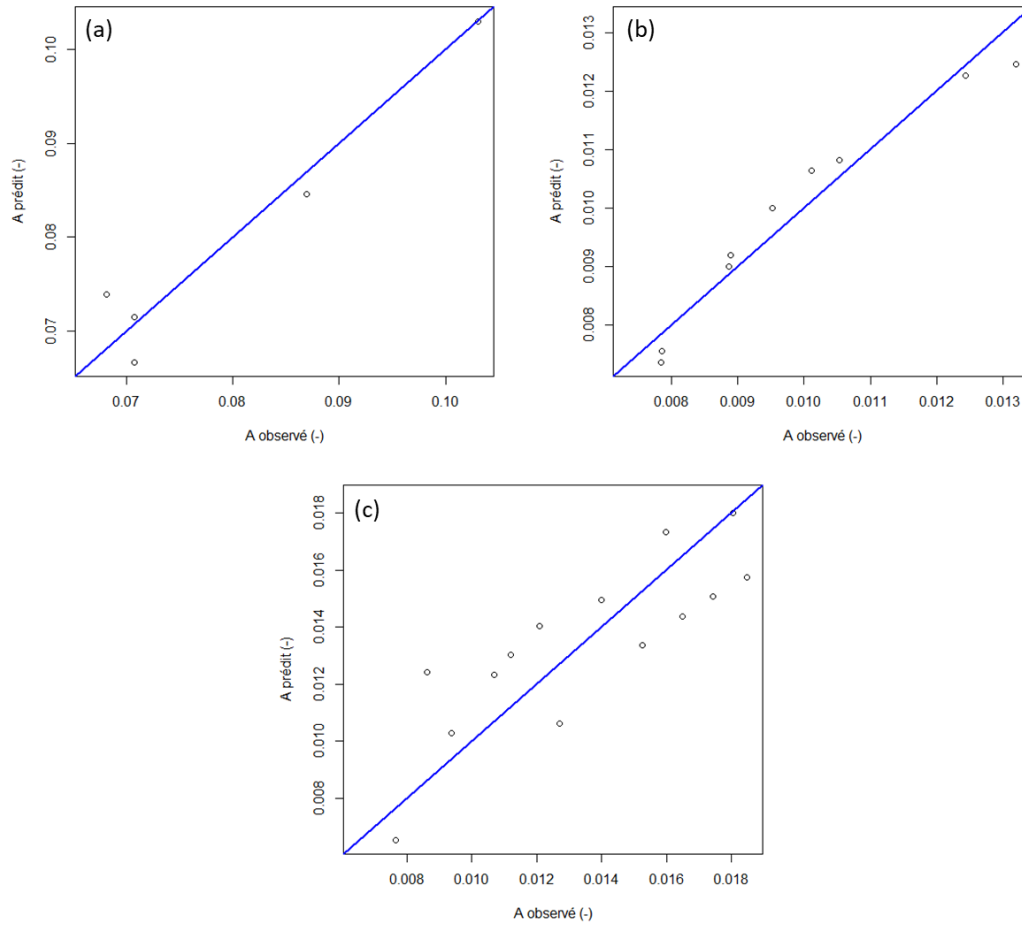 (a)
0.10
0.09
0.08
0.07
A prédit (-)
0.07 0.08 0.09 0.10
A observé (-)
(b)
0.013
0.012
0.011
0.010
0.009
0.008
A prédit (-)
0.008 0.009 0.010 0.011 0.012 0.013
A observé (-)
(c)
0.018
0.016
0.014
0.012
0.010
0.008
A prédit (-)
0.008 0.010 0.012 0.014 0.016 0.018
A observé (-)